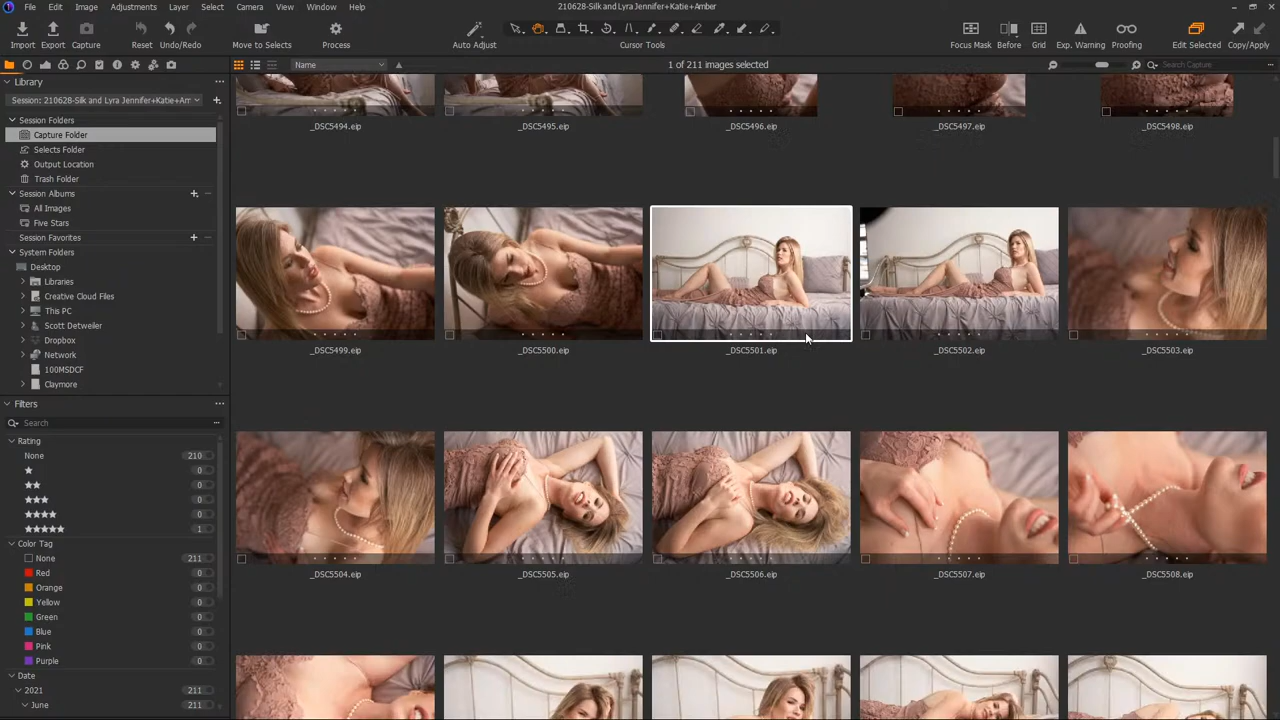 210628-Silk and Lyra Jennifer+Katie+Amber
File Edit Image Adjustments Layer Select Camera View Window Help
Import Export Capture Reset Undo/Redo Move to Selects Process Auto Adjust Cursor Tools Focus Mask Before Grid Exp. Warning Proofing Edit Selected Copy/Apply
Library
Name
1 of 211 images selected
Search Capture
Session: 210628-Silk and Lyra Jennifer+Katie+Am
Session Folders
Capture Folder
Selects Folder
Output Location
Trash Folder
Session Albums
All Images
Five Stars
Session Favorites
System Folders
Desktop
Libraries
Creative Cloud Files
This PC
Scott Detweiler
Dropbox
Network
100MSDCF
Claymore
Filters
Search
Rating
None 210
0
0
0
0
1
Color Tag
None 211
Red 0
Orange 0
Yellow 0
Green 0
Blue 0
Pink 0
Purple 0
Date
2021 211
June 211
_DSC5494.eip _DSC5495.eip _DSC5496.eip _DSC5497.eip _DSC5498.eip
_DSC5499.eip _DSC5500.eip _DSC5501.eip _DSC5502.eip _DSC5503.eip
_DSC5504.eip _DSC5505.eip _DSC5506.eip _DSC5507.eip _DSC5508.eip